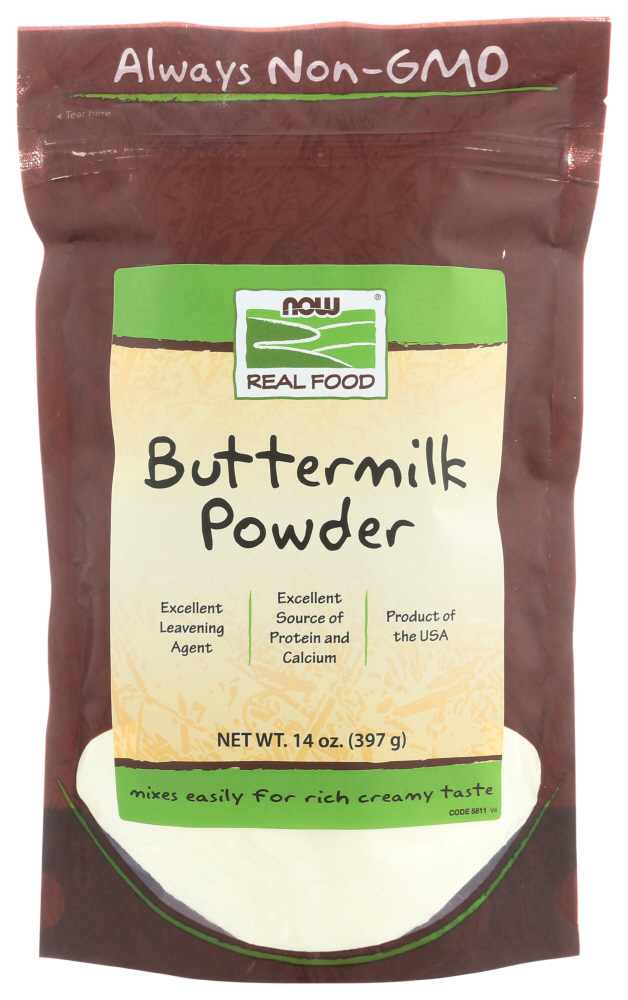 Always Non-GMO
Tear here
now®
REAL FOOD
Buttermilk
Powder
Excellent
Leavening
Agent
Excellent
Source of
Protein and
Calcium
Product of
the USA
NET WT. 14 oz. (397 g)
mixes easily for rich creamy taste
CODE 5811 V4